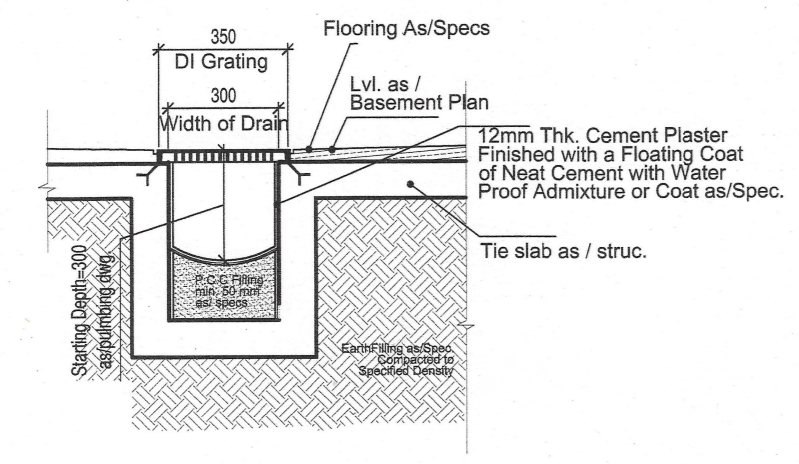 350
DI Grating
300
Width of Drain
Flooring As/Specs
Lvl. as /
Basement Plan
12mm Thk. Cement Plaster
Finished with a Floating Coat
of Neat Cement with Water
Proof Admixture or Coat as/Spec.
Tie slab as / struc.
Starting Depth=300
as/pulmbing dwg.
P.C.C Filling
min. 50 mm
as/ specs
EarthFilling as/Spec.
Compacted to
Specified Density